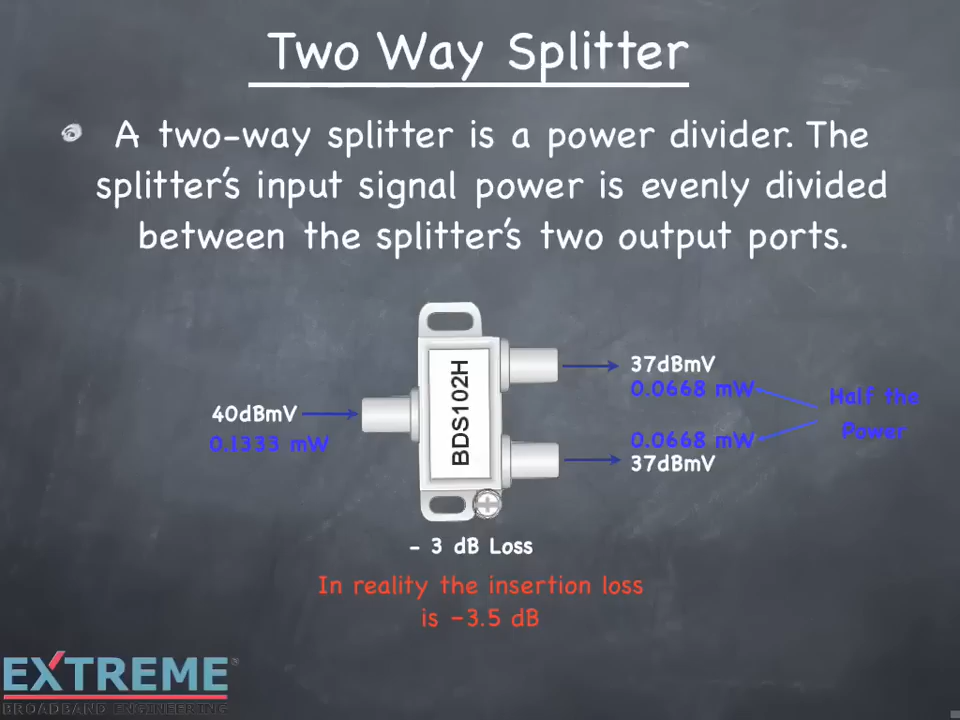 Two Way Splitter
A two-way splitter is a power divider. The
splitter's input signal power is evenly divided
between the splitter's two output ports.
40dBmV
0.1333 mW
BDS102H
37dBmV
0.0668 mW
0.0668 mW
37dBmV
Half the
Power
- 3 dB Loss
In reality the insertion loss
is -3.5 dB
EXTREME®
BROADBAND ENGINEERING